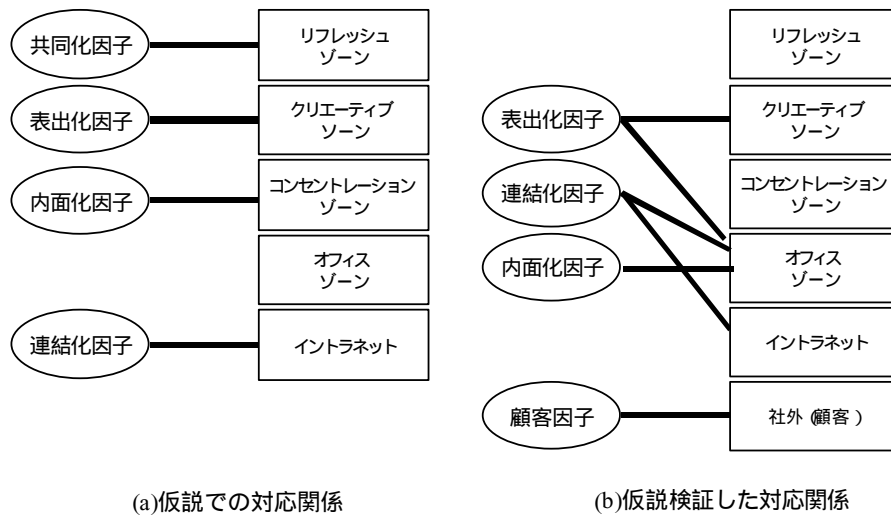 共同化因子
リフレッシュ
ゾーン
表出化因子
クリエーティブ
ゾーン
内面化因子
コンセントレーション
ゾーン
オフィス
ゾーン
連結化因子
イントラネット
(a)仮説での対応関係
リフレッシュ
ゾーン
表出化因子
クリエーティブ
ゾーン
連結化因子
コンセントレーション
ゾーン
内面化因子
オフィス
ゾーン
イントラネット
顧客因子
社外(顧客)
(b)仮説検証した対応関係